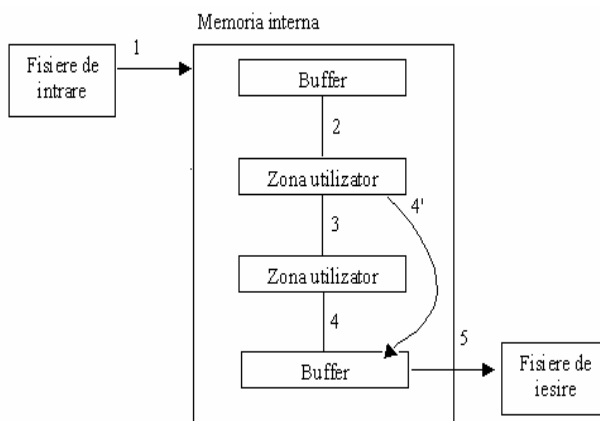 Memoria interna
1
Fisiere de
intrare
Buffer
2
Zona utilizator
4'
3
Zona utilizator
4
5
Buffer
Fisiere de
iesire